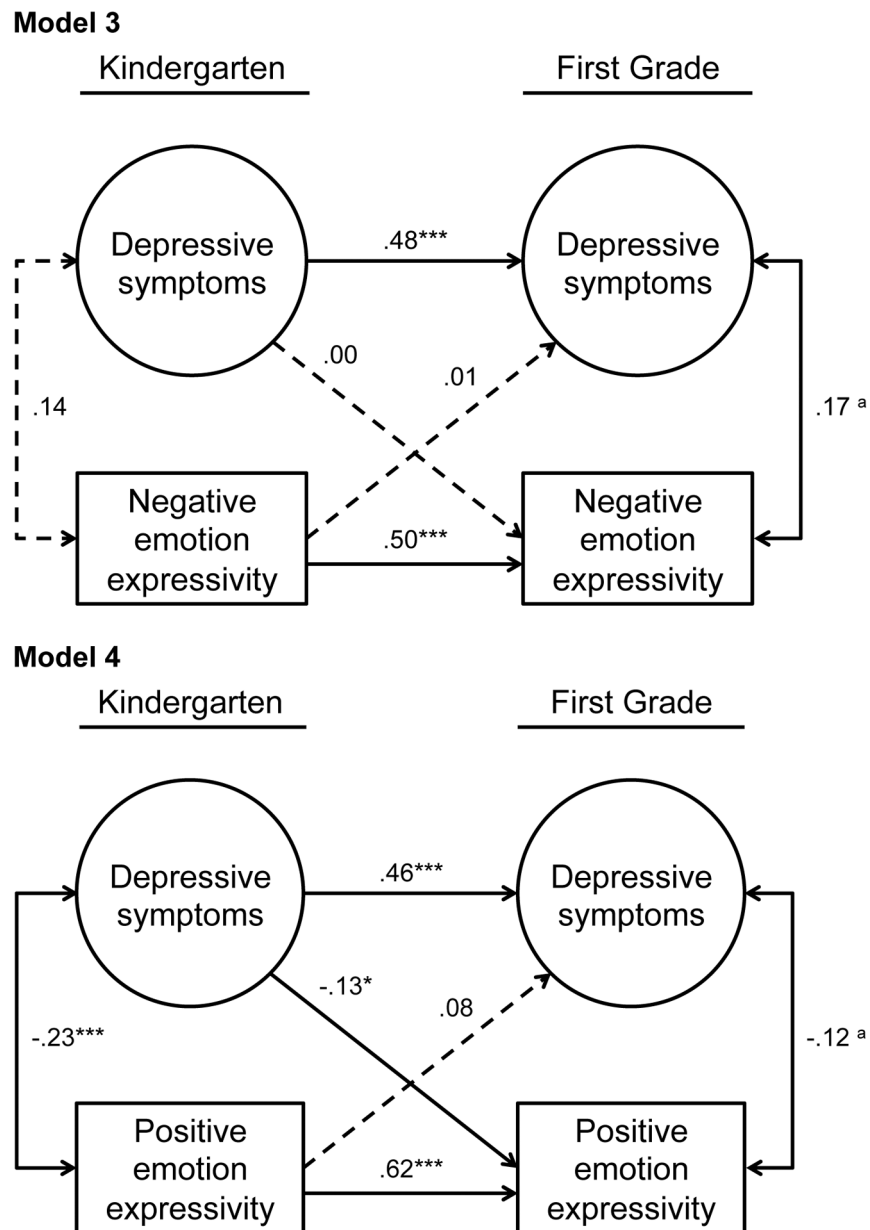 Model 3
Kindergarten
First Grade
Depressive
symptoms
.48***
Depressive
symptoms
.00
.01
.14
.17 a
Negative
emotion
expressivity
.50***
Negative
emotion
expressivity
Model 4
Kindergarten
First Grade
Depressive
symptoms
.46***
Depressive
symptoms
-.13*
.08
-.23***
-.12 a
Positive
emotion
expressivity
.62***
Positive
emotion
expressivity